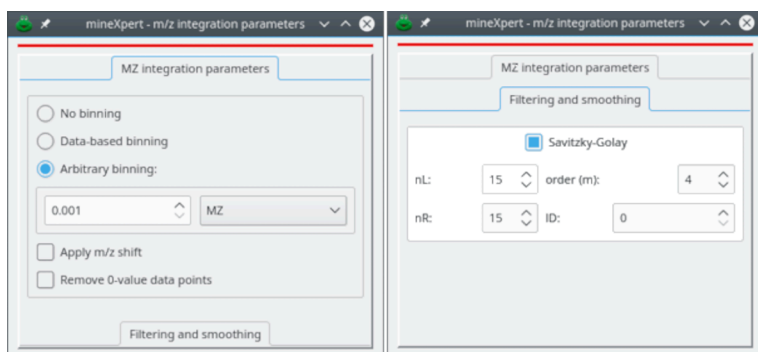 mineXpert - m/z integration parameters
MZ integration parameters
No binning
Data-based binning
Arbitrary binning:
0.001 MZ
Apply m/z shift
Remove 0-value data points
Filtering and smoothing
mineXpert - m/z integration parameters
MZ integration parameters
Filtering and smoothing
Savitzky-Golay
nL: 15 order (m): 4
nR: 15 ID: 0